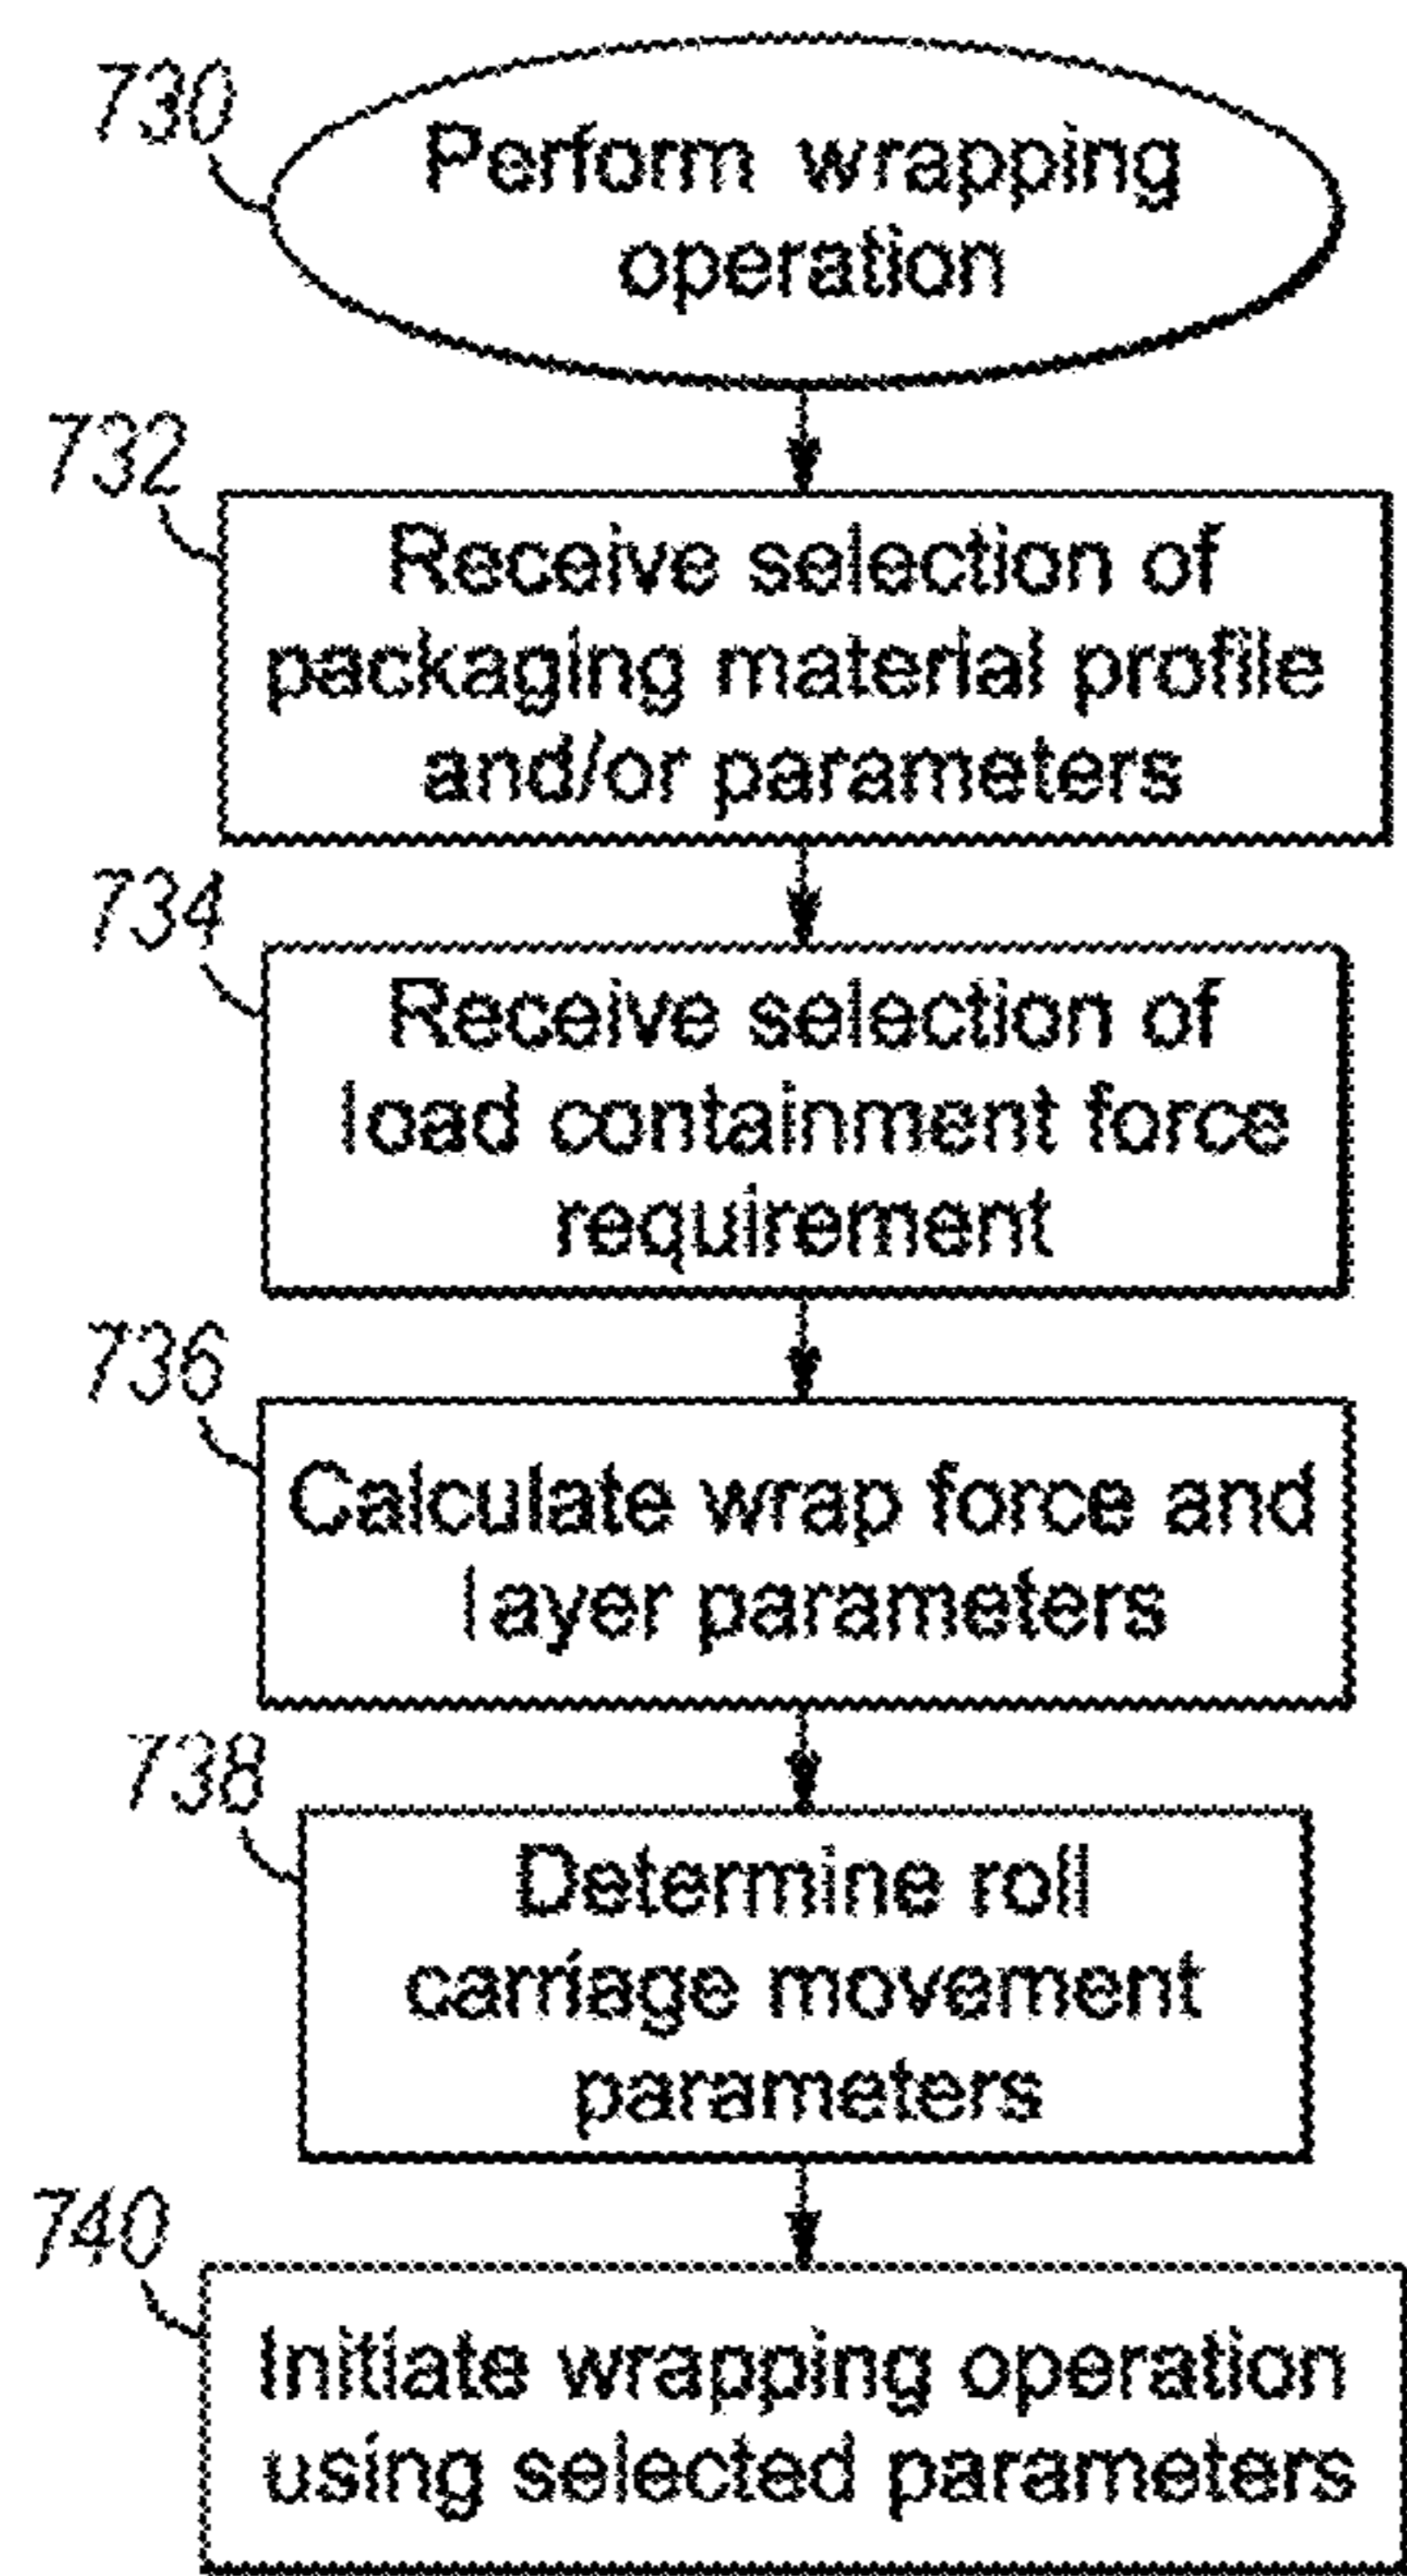 730
Perform wrapping
operation
732
Receive selection of
packaging material profile
and/or parameters
734
Receive selection of
load containment force
requirement
736
Calculate wrap force and
layer parameters
738
Determine roll
carriage movement
parameters
740
Initiate wrapping operation
using selected parameters